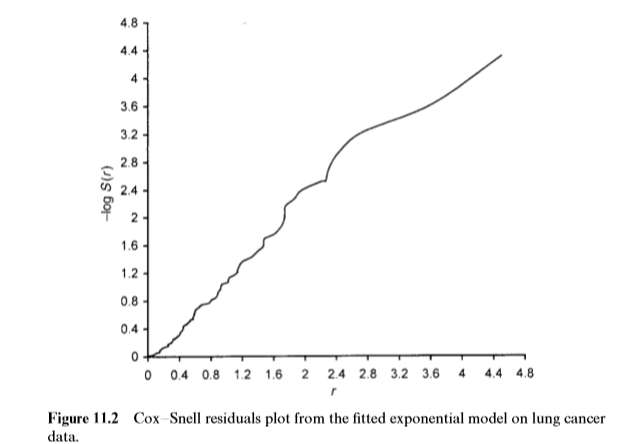 4.8
4.4
4
3.6
3.2
2.8
2.4
2
1.6
1.2
0.8
0.4
0
–log S(r)
0 0.4 0.8 1.2 1.6 2 2.4 2.8 3.2 3.6 4 4.4 4.8
r
Figure 11.2 Cox–Snell residuals plot from the fitted exponential model on lung cancer
data.